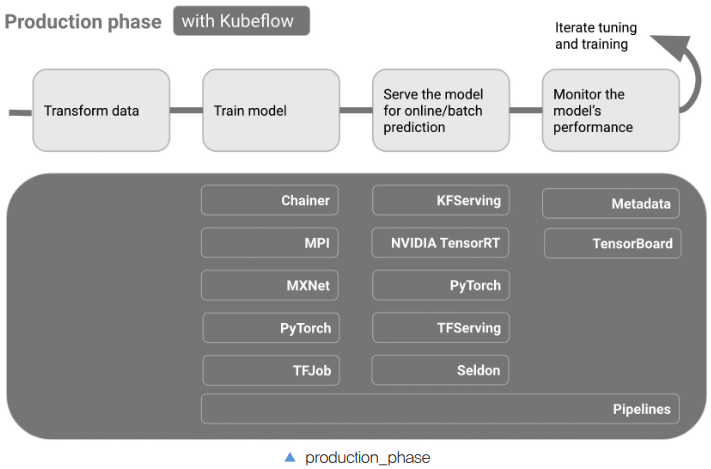 Production phase with Kubeflow
Iterate tuning
and training
Transform data
Train model
Serve the model
for online/batch
prediction
Monitor the
model's
performance
Chainer
KFServing
Metadata
MPI
NVIDIA TensorRT
TensorBoard
MXNet
PyTorch
PyTorch
TFServing
TFJob
Seldon
Pipelines
▲ production_phase